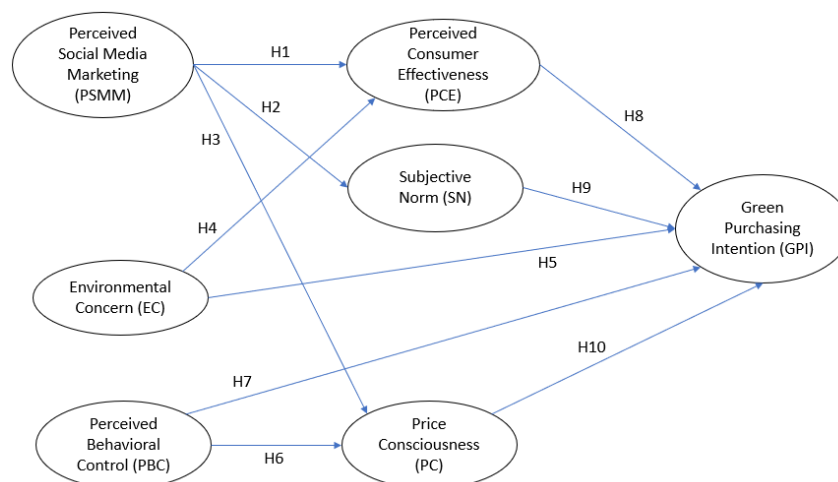 Perceived
Social Media
Marketing
(PSMM)
H1
Perceived
Consumer
Effectiveness
(PCE)
H2
H3
H8
Subjective
Norm (SN)
H9
H4
Green
Purchasing
Intention (GPI)
Environmental
Concern (EC)
H5
H7
H10
Perceived
Behavioral
Control (PBC)
H6
Price
Consciousness
(PC)